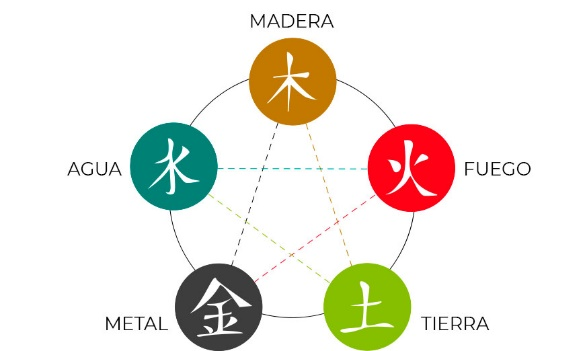 MADERA
木
水
火
AGUA
FUEGO
金
土
METAL
TIERRA